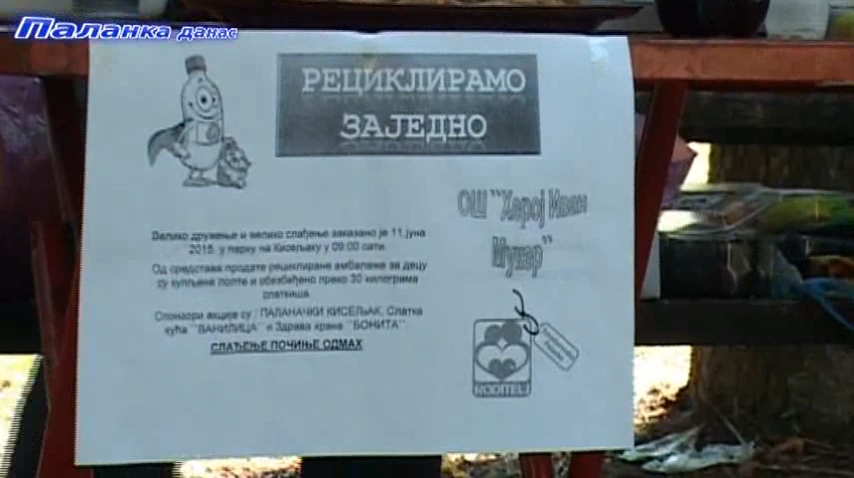 Паланка данас
РЕЦИКЛИРАМО
ЗАЈЕДНО
ОШ "Херој Иван
Мукер"
Велико дружење и велико слађење заказано је 11.јуна
2015. у парку на Кисељаку у 09:00 сати.
Од средстава продате рециклиране амбалаже за децу
су купљене лопте и обезбеђено преко 30 килограма
слаткиша.
Спонзори акције су : ПАЛАНАЧКИ КИСЕЉАК, Слатка
кућа ``ВАНИЛИЦА`` и Здрава храна ``БОНИТА``.
СЛАЂЕЊЕ ПОЧИЊЕ ОДМАХ
RODITELJ